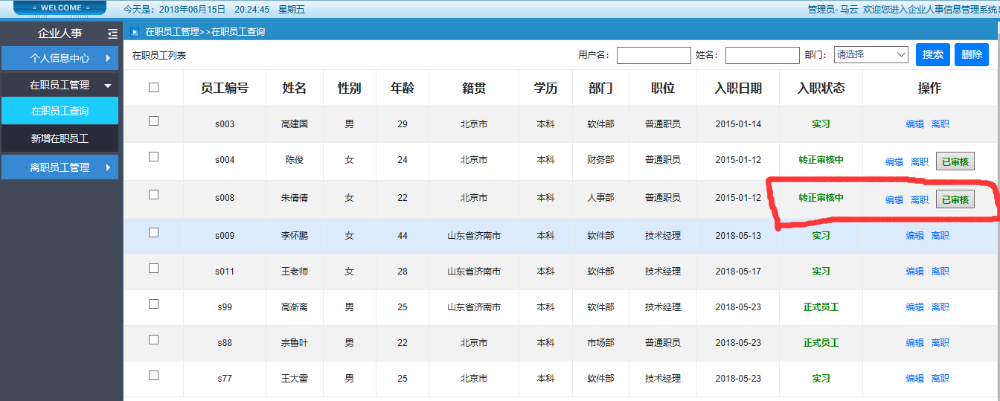 = WELCOME = 今天是：2018年06月15日 20:24:45 星期五 管理员- 马云 欢迎您进入企业人事信息管理系统!
企业人事 在职员工管理>>在职员工查询
个人信息中心 在职员工列表 用户名： 姓名： 部门： 请选择 搜索 删除
在职员工管理
在职员工查询
新增在职员工
离职员工管理
员工编号 姓名 性别 年龄 籍贯 学历 部门 职位 入职日期 入职状态 操作
s003 高建国 男 29 北京市 本科 软件部 普通职员 2015-01-14 实习 编辑 离职
s004 陈俊 女 24 北京市 本科 财务部 普通职员 2015-01-12 转正审核中 编辑 离职 已审核
s008 朱倩倩 女 22 北京市 本科 人事部 普通职员 2015-01-12 转正审核中 编辑 离职 已审核
s009 李怀鹏 女 44 山东省济南市 本科 软件部 技术经理 2018-05-13 实习 编辑 离职
s011 王老师 女 28 山东省济南市 本科 软件部 技术经理 2018-05-17 实习 编辑 离职
s99 高渐离 男 25 山东省济南市 本科 软件部 技术经理 2018-05-23 正式员工 编辑 离职
s88 宗鲁叶 男 22 北京市 本科 市场部 普通职员 2018-05-23 正式员工 编辑 离职
s77 王大雷 男 25 北京市 本科 软件部 技术经理 2018-05-23 实习 编辑 离职